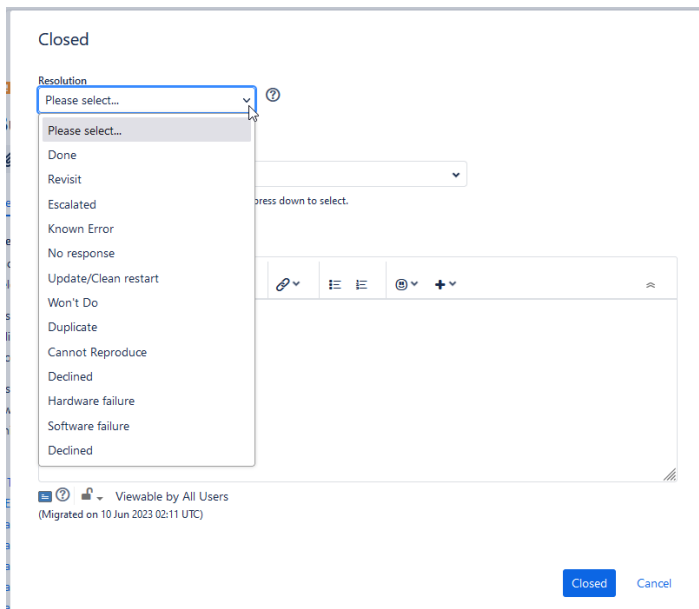 Closed
Resolution
Please select...
Please select...
Done
Revisit
Escalated
press down to select.
Known Error
No response
Update/Clean restart
Won't Do
Duplicate
Cannot Reproduce
Declined
Hardware failure
Software failure
Declined
Viewable by All Users
(Migrated on 10 Jun 2023 02:11 UTC)
Closed Cancel